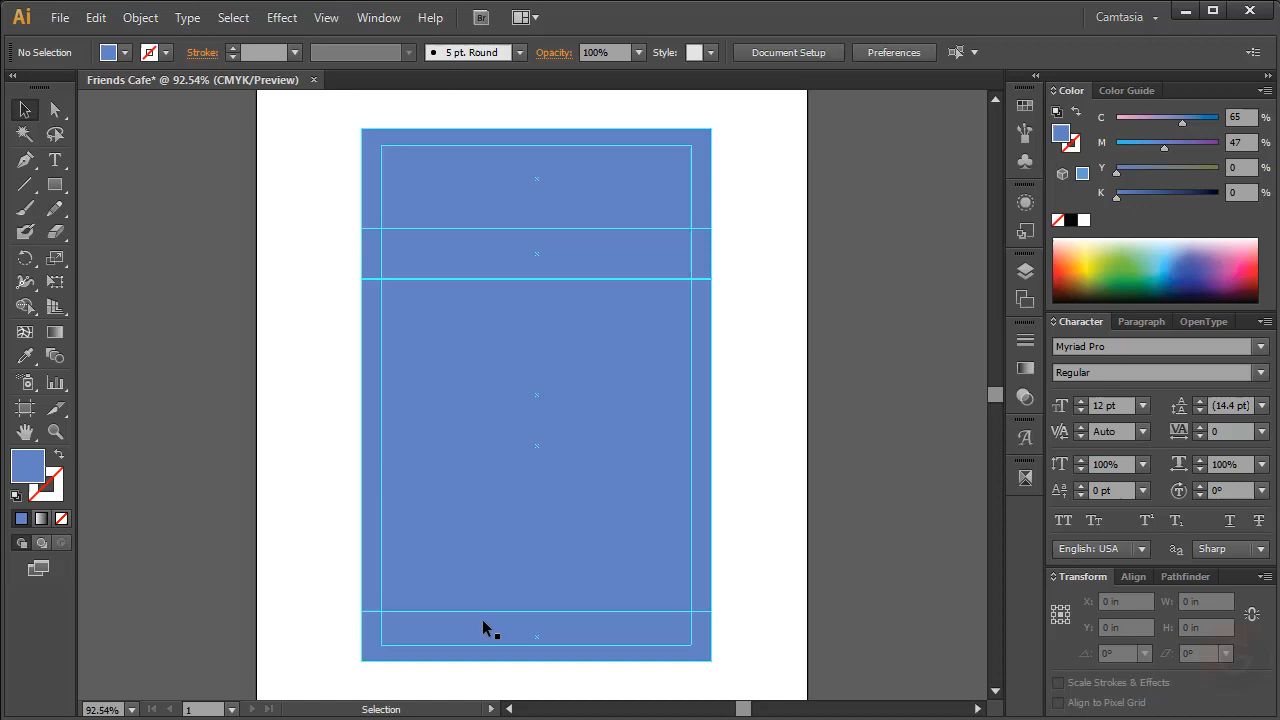 Ai File Edit Object Type Select Effect View Window Help Br Camtasia
No Selection Stroke: 5 pt. Round Opacity: 100% Style: Document Setup Preferences
Friends Cafe* @ 92.54% (CMYK/Preview)
Color Color Guide
C 65 %
M 47 %
Y 0 %
K 0 %
Character Paragraph OpenType
Myriad Pro
Regular
12 pt (14.4 pt)
Auto 0
100% 100%
0 pt 0°
English: USA Sharp
Transform Align Pathfinder
X: 0 in W: 0 in
Y: 0 in H: 0 in
0° 0°
Scale Strokes & Effects
Align to Pixel Grid
92.54% 1 Selection